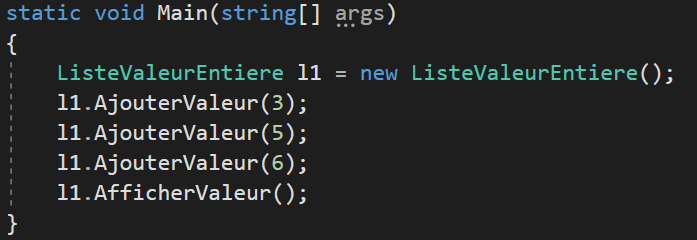 static void Main(string[] args)
{
ListeValeurEntiere l1 = new ListeValeurEntiere();
l1.AjouterValeur(3);
l1.AjouterValeur(5);
l1.AjouterValeur(6);
l1.AfficherValeur();
}